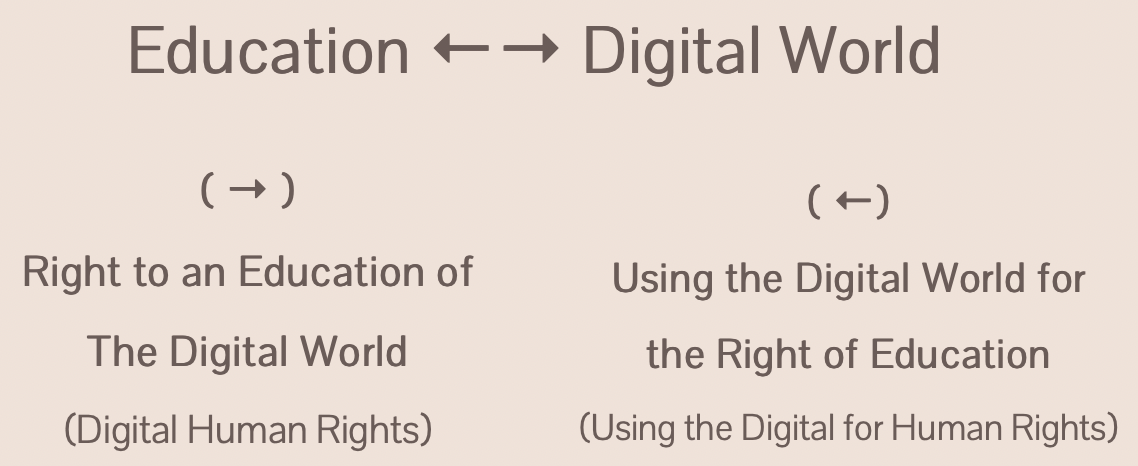 Education ←→ Digital World
( → )
Right to an Education of
The Digital World
(Digital Human Rights)
( ←)
Using the Digital World for
the Right of Education
(Using the Digital for Human Rights)